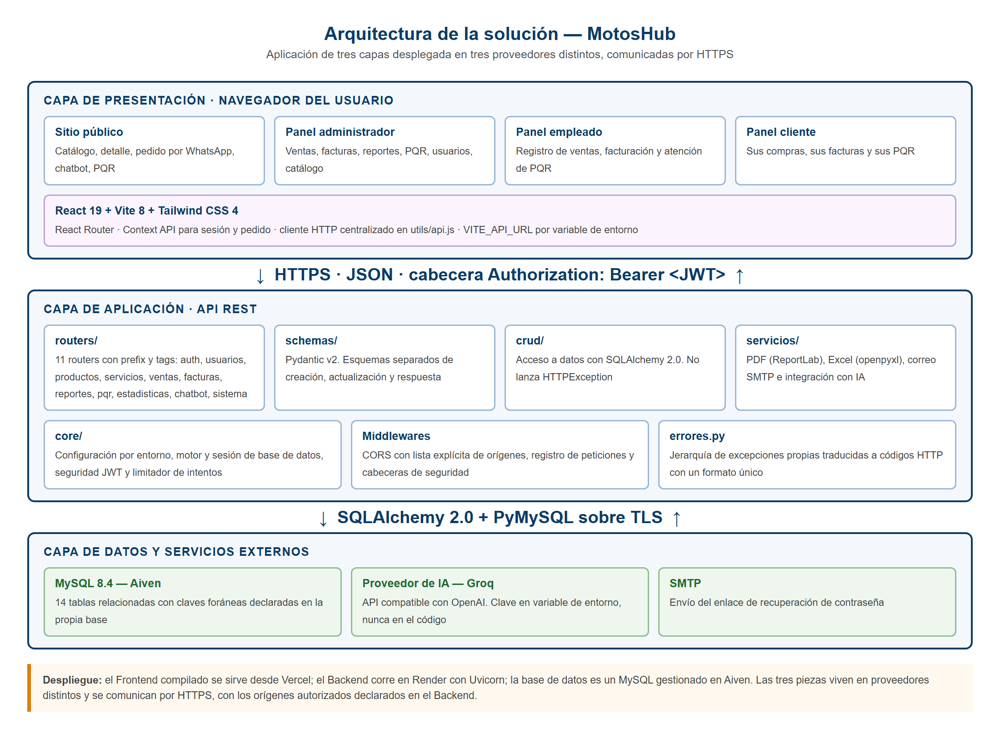 Arquitectura de la solución — MotosHub
Aplicación de tres capas desplegada en tres proveedores distintos, comunicadas por HTTPS
CAPA DE PRESENTACIÓN · NAVEGADOR DEL USUARIO
Sitio público
Catálogo, detalle, pedido por WhatsApp,
chatbot, PQR
Panel administrador
Ventas, facturas, reportes, PQR, usuarios,
catálogo
Panel empleado
Registro de ventas, facturación y atención
de PQR
Panel cliente
Sus compras, sus facturas y sus PQR
React 19 + Vite 8 + Tailwind CSS 4
React Router · Context API para sesión y pedido · cliente HTTP centralizado en utils/api.js · VITE_API_URL por variable de entorno
↓ HTTPS · JSON · cabecera Authorization: Bearer <JWT> ↑
CAPA DE APLICACIÓN · API REST
routers/
11 routers con prefix y tags: auth, usuarios,
productos, servicios, ventas, facturas,
reportes, pqr, estadisticas, chatbot, sistema
schemas/
Pydantic v2. Esquemas separados de
creación, actualización y respuesta
crud/
Acceso a datos con SQLAlchemy 2.0. No
lanza HTTPException
servicios/
PDF (ReportLab), Excel (openpyxl), correo
SMTP e integración con IA
core/
Configuración por entorno, motor y sesión de base de datos,
seguridad JWT y limitador de intentos
Middlewares
CORS con lista explícita de orígenes, registro de peticiones y
cabeceras de seguridad
errores.py
Jerarquía de excepciones propias traducidas a códigos HTTP
con un formato único
↓ SQLAlchemy 2.0 + PyMySQL sobre TLS ↑
CAPA DE DATOS Y SERVICIOS EXTERNOS
MySQL 8.4 — Aiven
14 tablas relacionadas con claves foráneas declaradas en la
propia base
Proveedor de IA — Groq
API compatible con OpenAI. Clave en variable de entorno,
nunca en el código
SMTP
Envío del enlace de recuperación de contraseña
Despliegue: el Frontend compilado se sirve desde Vercel; el Backend corre en Render con Uvicorn; la base de datos es un MySQL gestionado en Aiven. Las tres piezas viven en proveedores
distintos y se comunican por HTTPS, con los orígenes autorizados declarados en el Backend.